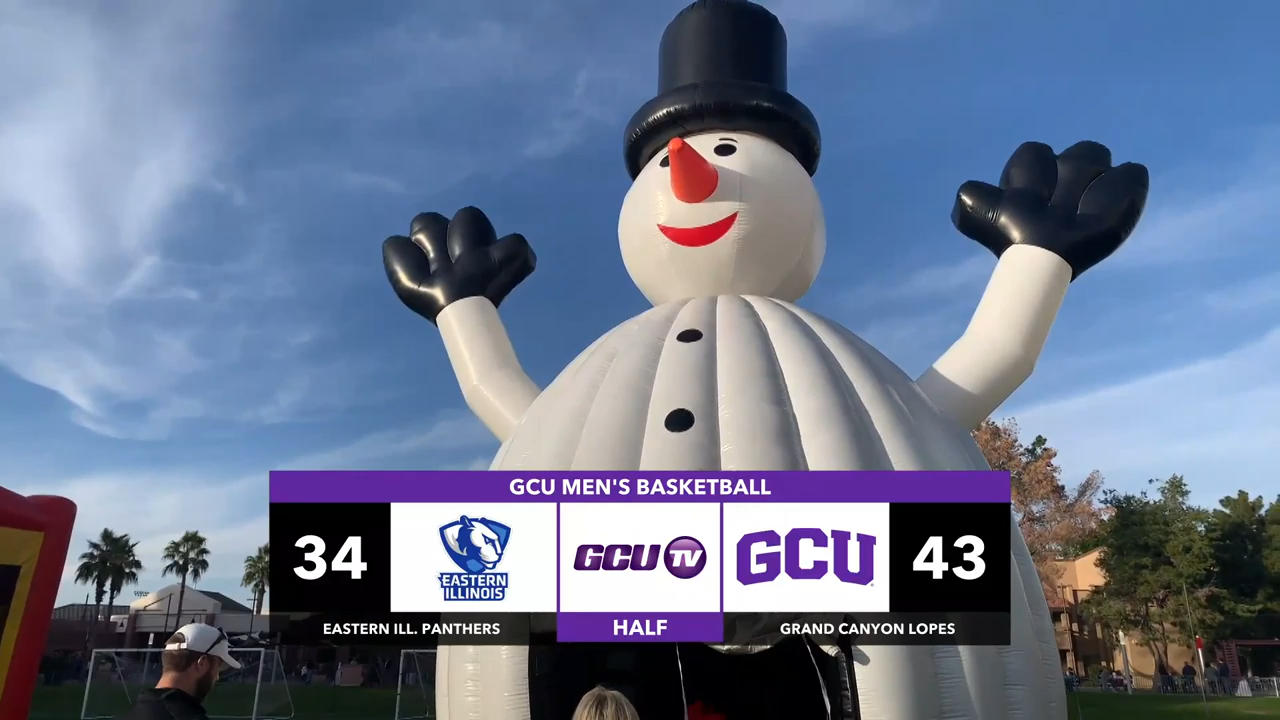 GCU MEN'S BASKETBALL
34
EASTERN
ILLINOIS
GCU TV
GCU
43
EASTERN ILL. PANTHERS
HALF
GRAND CANYON LOPES